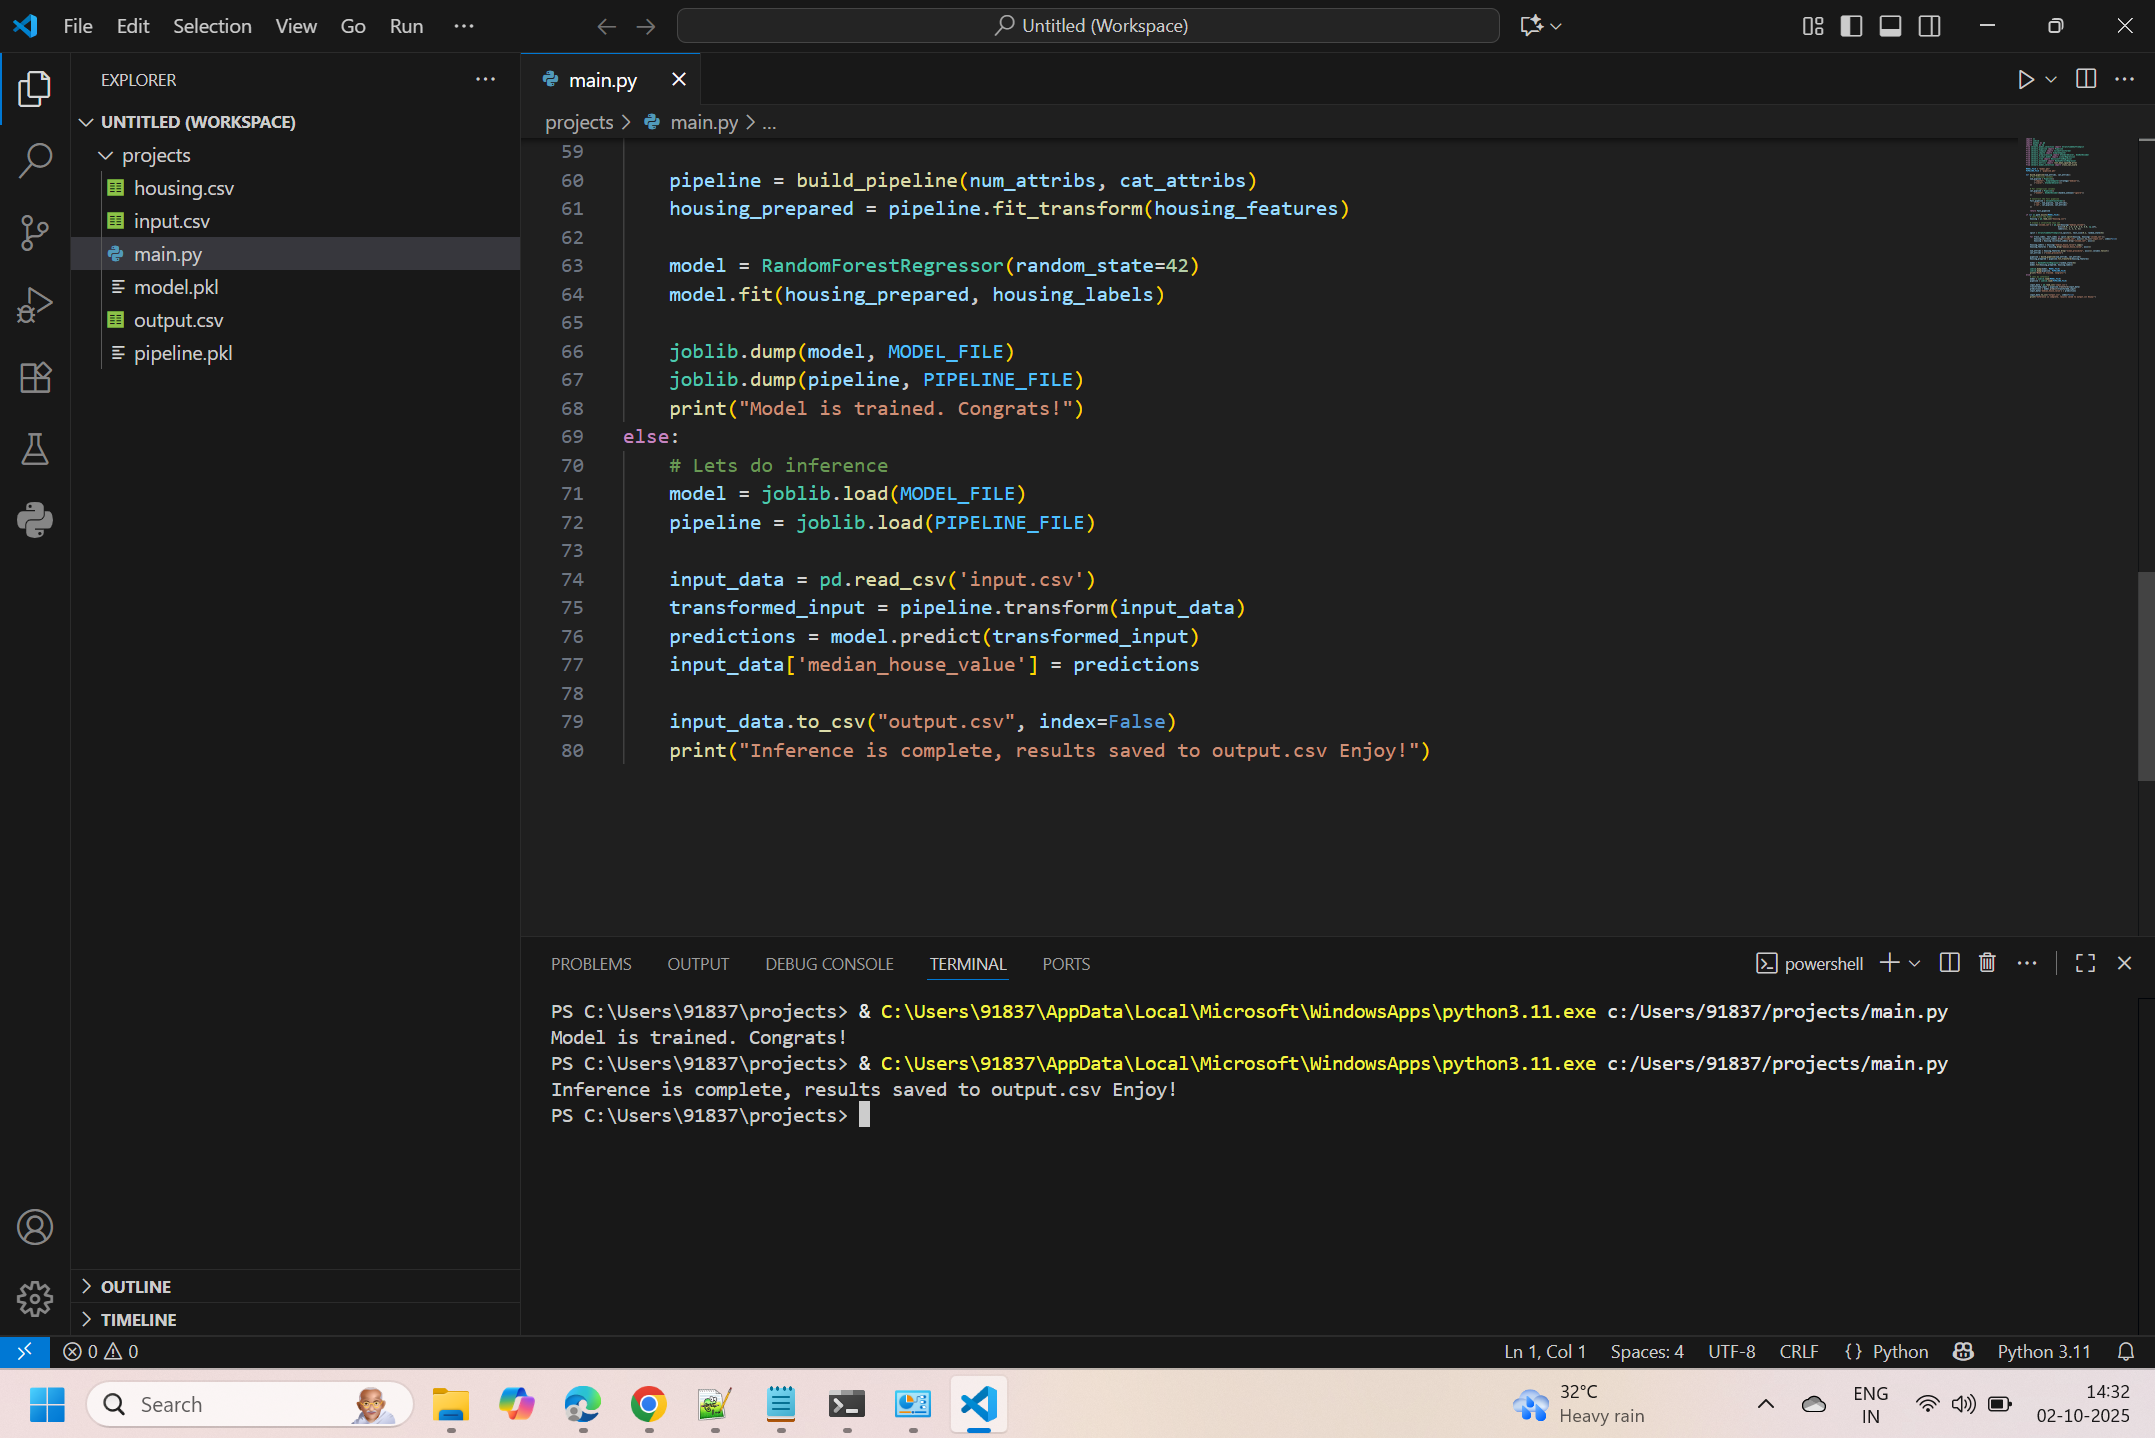 File Edit Selection View Go Run ···
Untitled (Workspace)
EXPLORER ···
main.py
UNTITLED (WORKSPACE)
projects
housing.csv
input.csv
main.py
model.pkl
output.csv
pipeline.pkl
OUTLINE
TIMELINE
projects > main.py > ...
59
60 pipeline = build_pipeline(num_attribs, cat_attribs)
61 housing_prepared = pipeline.fit_transform(housing_features)
62
63 model = RandomForestRegressor(random_state=42)
64 model.fit(housing_prepared, housing_labels)
65
66 joblib.dump(model, MODEL_FILE)
67 joblib.dump(pipeline, PIPELINE_FILE)
68 print("Model is trained. Congrats!")
69 else:
70 # Lets do inference
71 model = joblib.load(MODEL_FILE)
72 pipeline = joblib.load(PIPELINE_FILE)
73
74 input_data = pd.read_csv('input.csv')
75 transformed_input = pipeline.transform(input_data)
76 predictions = model.predict(transformed_input)
77 input_data['median_house_value'] = predictions
78
79 input_data.to_csv("output.csv", index=False)
80 print("Inference is complete, results saved to output.csv Enjoy!")
PROBLEMS OUTPUT DEBUG CONSOLE TERMINAL PORTS powershell
PS C:\Users\91837\projects> & C:\Users\91837\AppData\Local\Microsoft\WindowsApps\python3.11.exe c:/Users/91837/projects/main.py
Model is trained. Congrats!
PS C:\Users\91837\projects> & C:\Users\91837\AppData\Local\Microsoft\WindowsApps\python3.11.exe c:/Users/91837/projects/main.py
Inference is complete, results saved to output.csv Enjoy!
PS C:\Users\91837\projects>
0 0 Ln 1, Col 1 Spaces: 4 UTF-8 CRLF {} Python Python 3.11
Search
32°C
Heavy rain
ENG
IN
14:32
02-10-2025